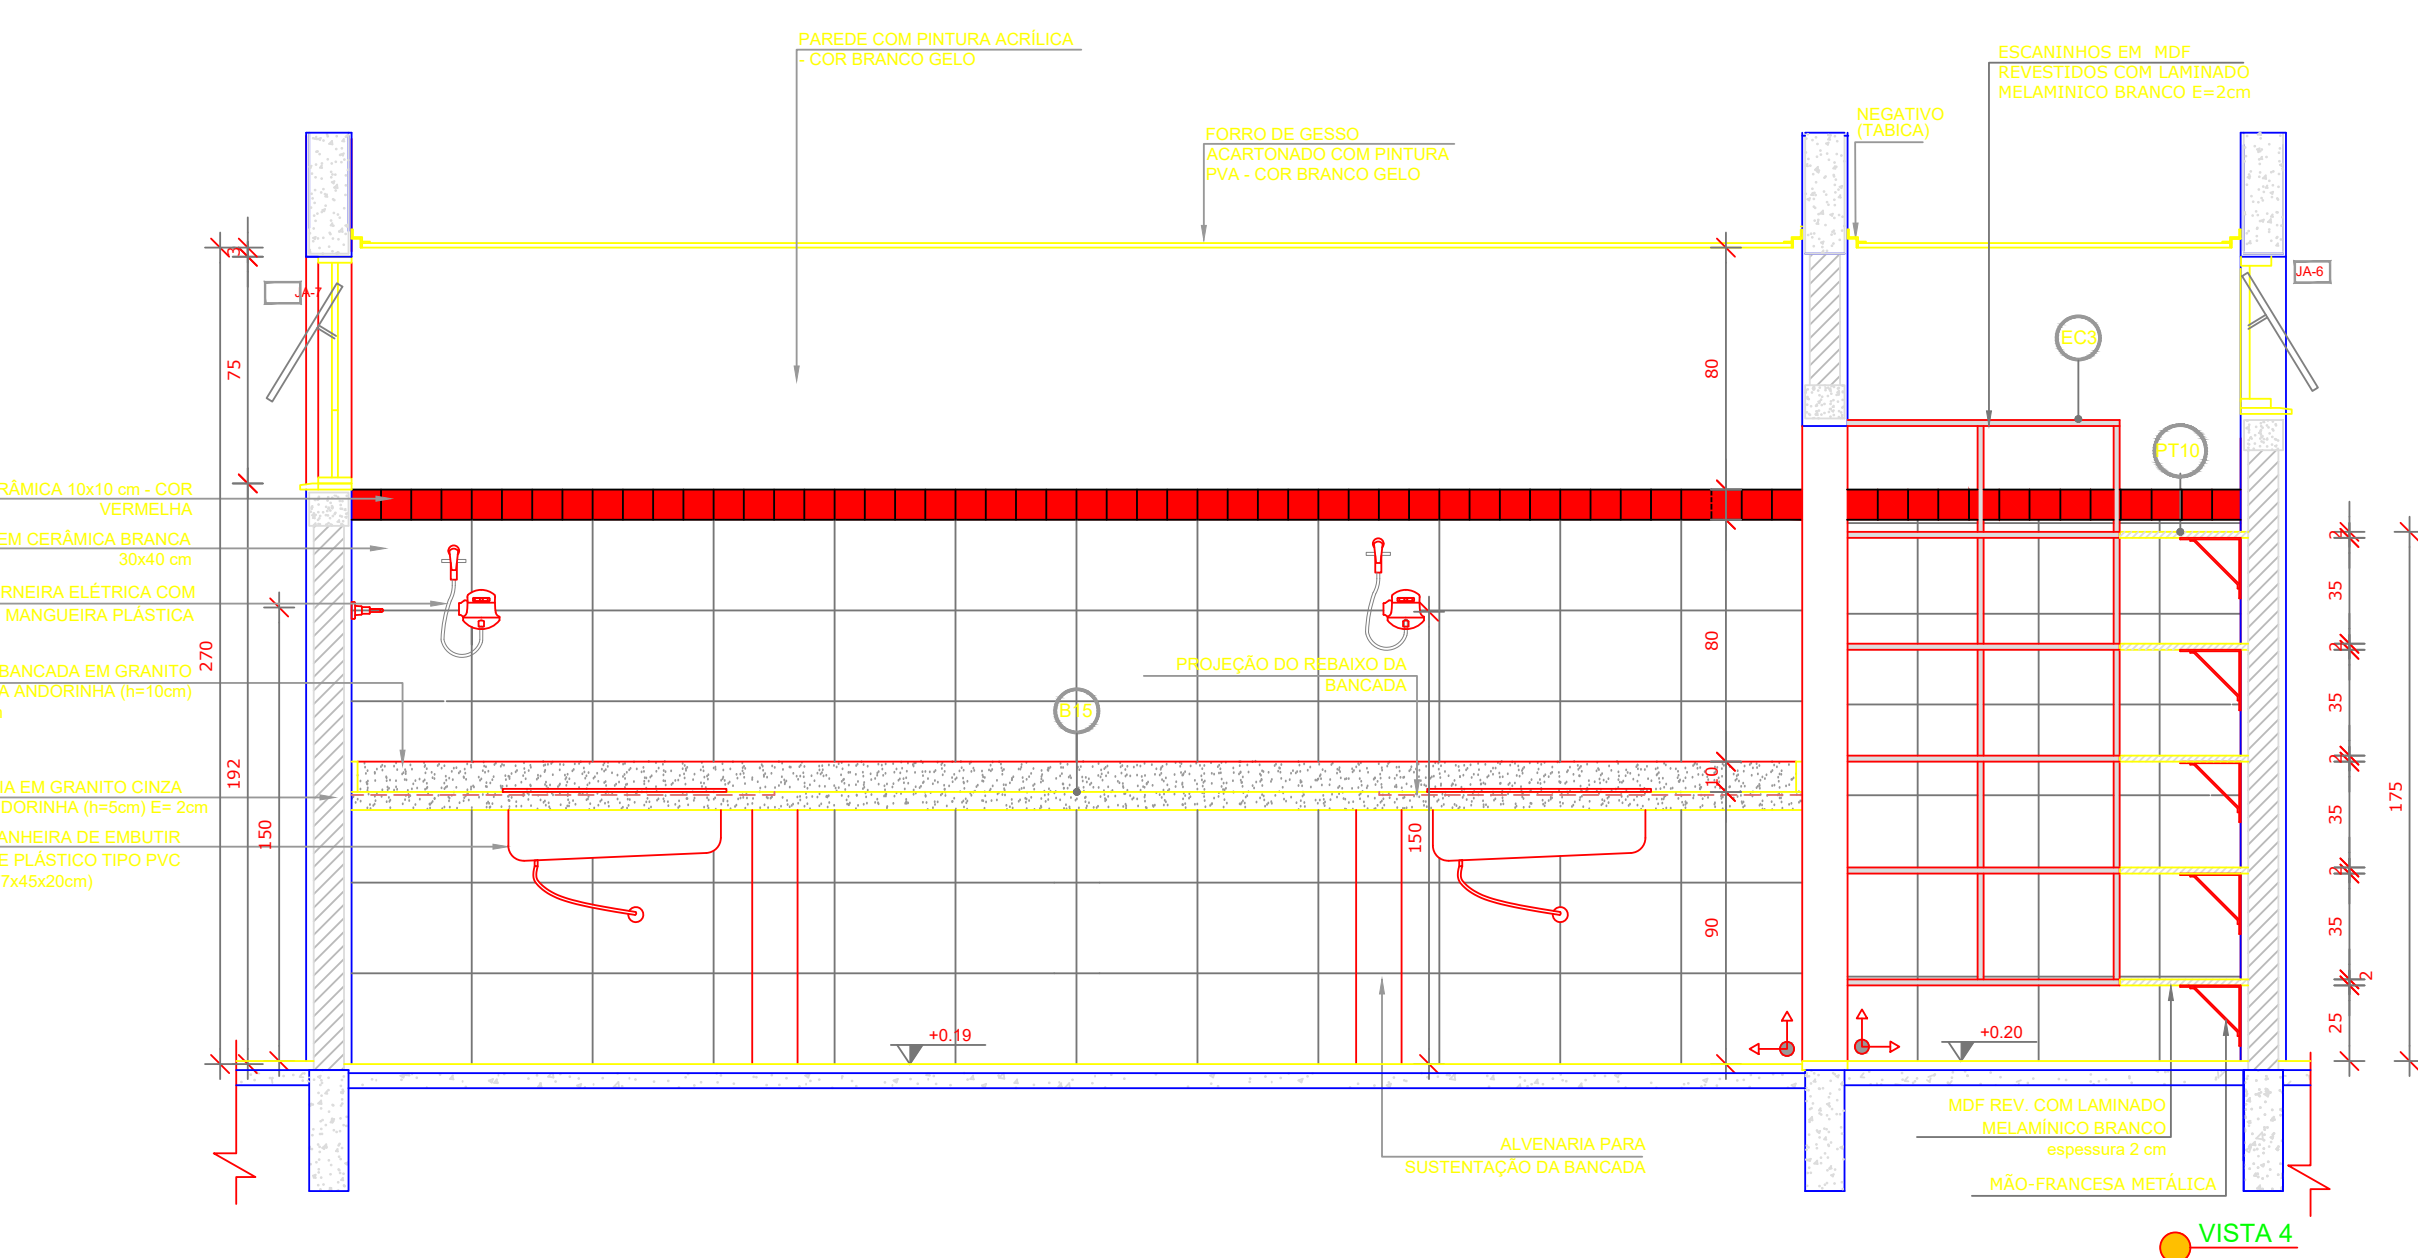 PAREDE COM PINTURA ACRÍLICA
- COR BRANCO GELO
ESCANINHOS EM MDF
REVESTIDOS COM LAMINADO
MELAMINICO BRANCO E=2cm
NEGATIVO
(TABICA)
FORRO DE GESSO
ACARTONADO COM PINTURA
PVA - COR BRANCO GELO
3
JA-7
JA-6
75
80
EC3
PT10
RÂMICA 10x10 cm - COR
VERMELHA
EM CERÂMICA BRANCA
30x40 cm
RNEIRA ELÉTRICA COM
MANGUEIRA PLÁSTICA
270
BANCADA EM GRANITO
A ANDORINHA (h=10cm)
192
IA EM GRANITO CINZA
DORINHA (h=5cm) E= 2cm
150
ANHEIRA DE EMBUTIR
E PLÁSTICO TIPO PVC
7x45x20cm)
80
PROJEÇÃO DO REBAIXO DA
BANCADA
B15
10
150
90
2
35
2
35
2
35
2
35
2
25
175
+0.19
+0.20
MDF REV. COM LAMINADO
MELAMÍNICO BRANCO
espessura 2 cm
ALVENARIA PARA
SUSTENTAÇÃO DA BANCADA
MÃO-FRANCESA METÁLICA
VISTA 4